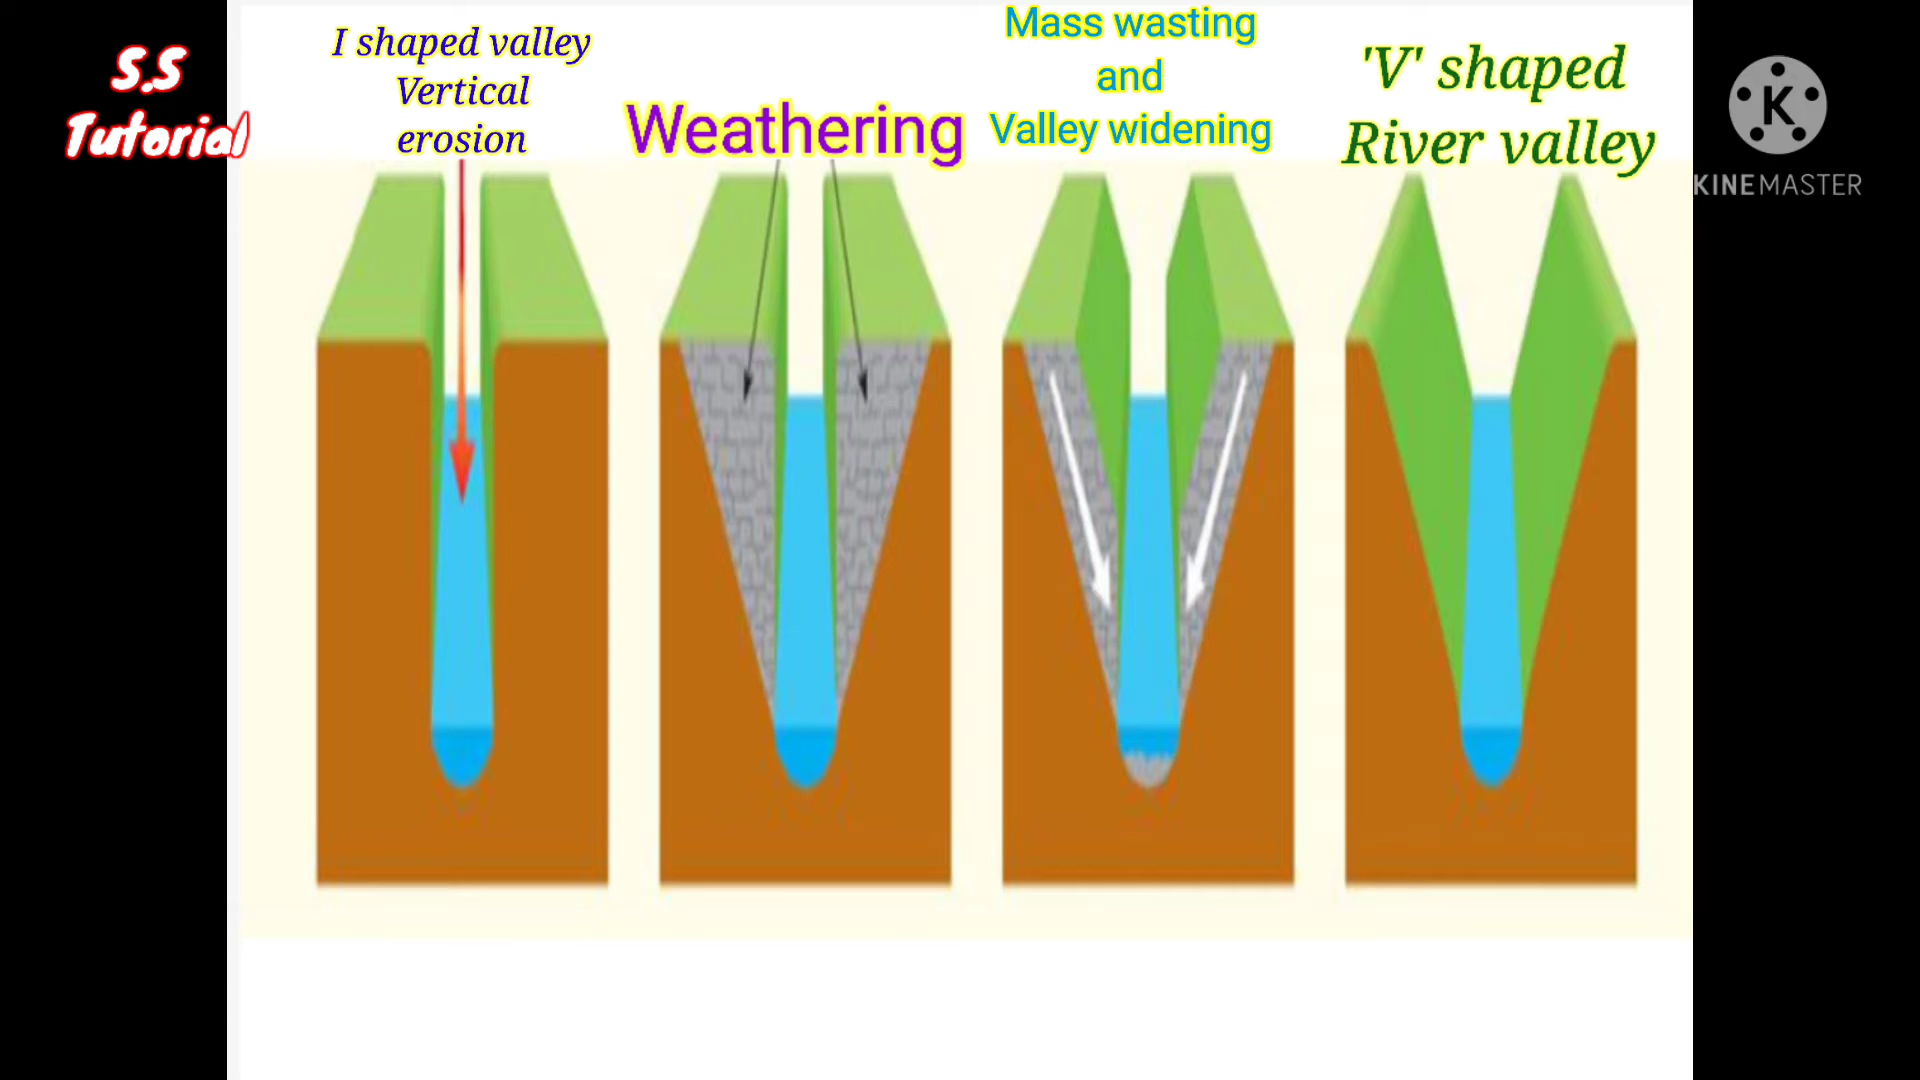 S.S
Tutorial
I shaped valley
Vertical
erosion
Weathering
Mass wasting
and
Valley widening
'V' shaped
River valley
K
KINEMASTER